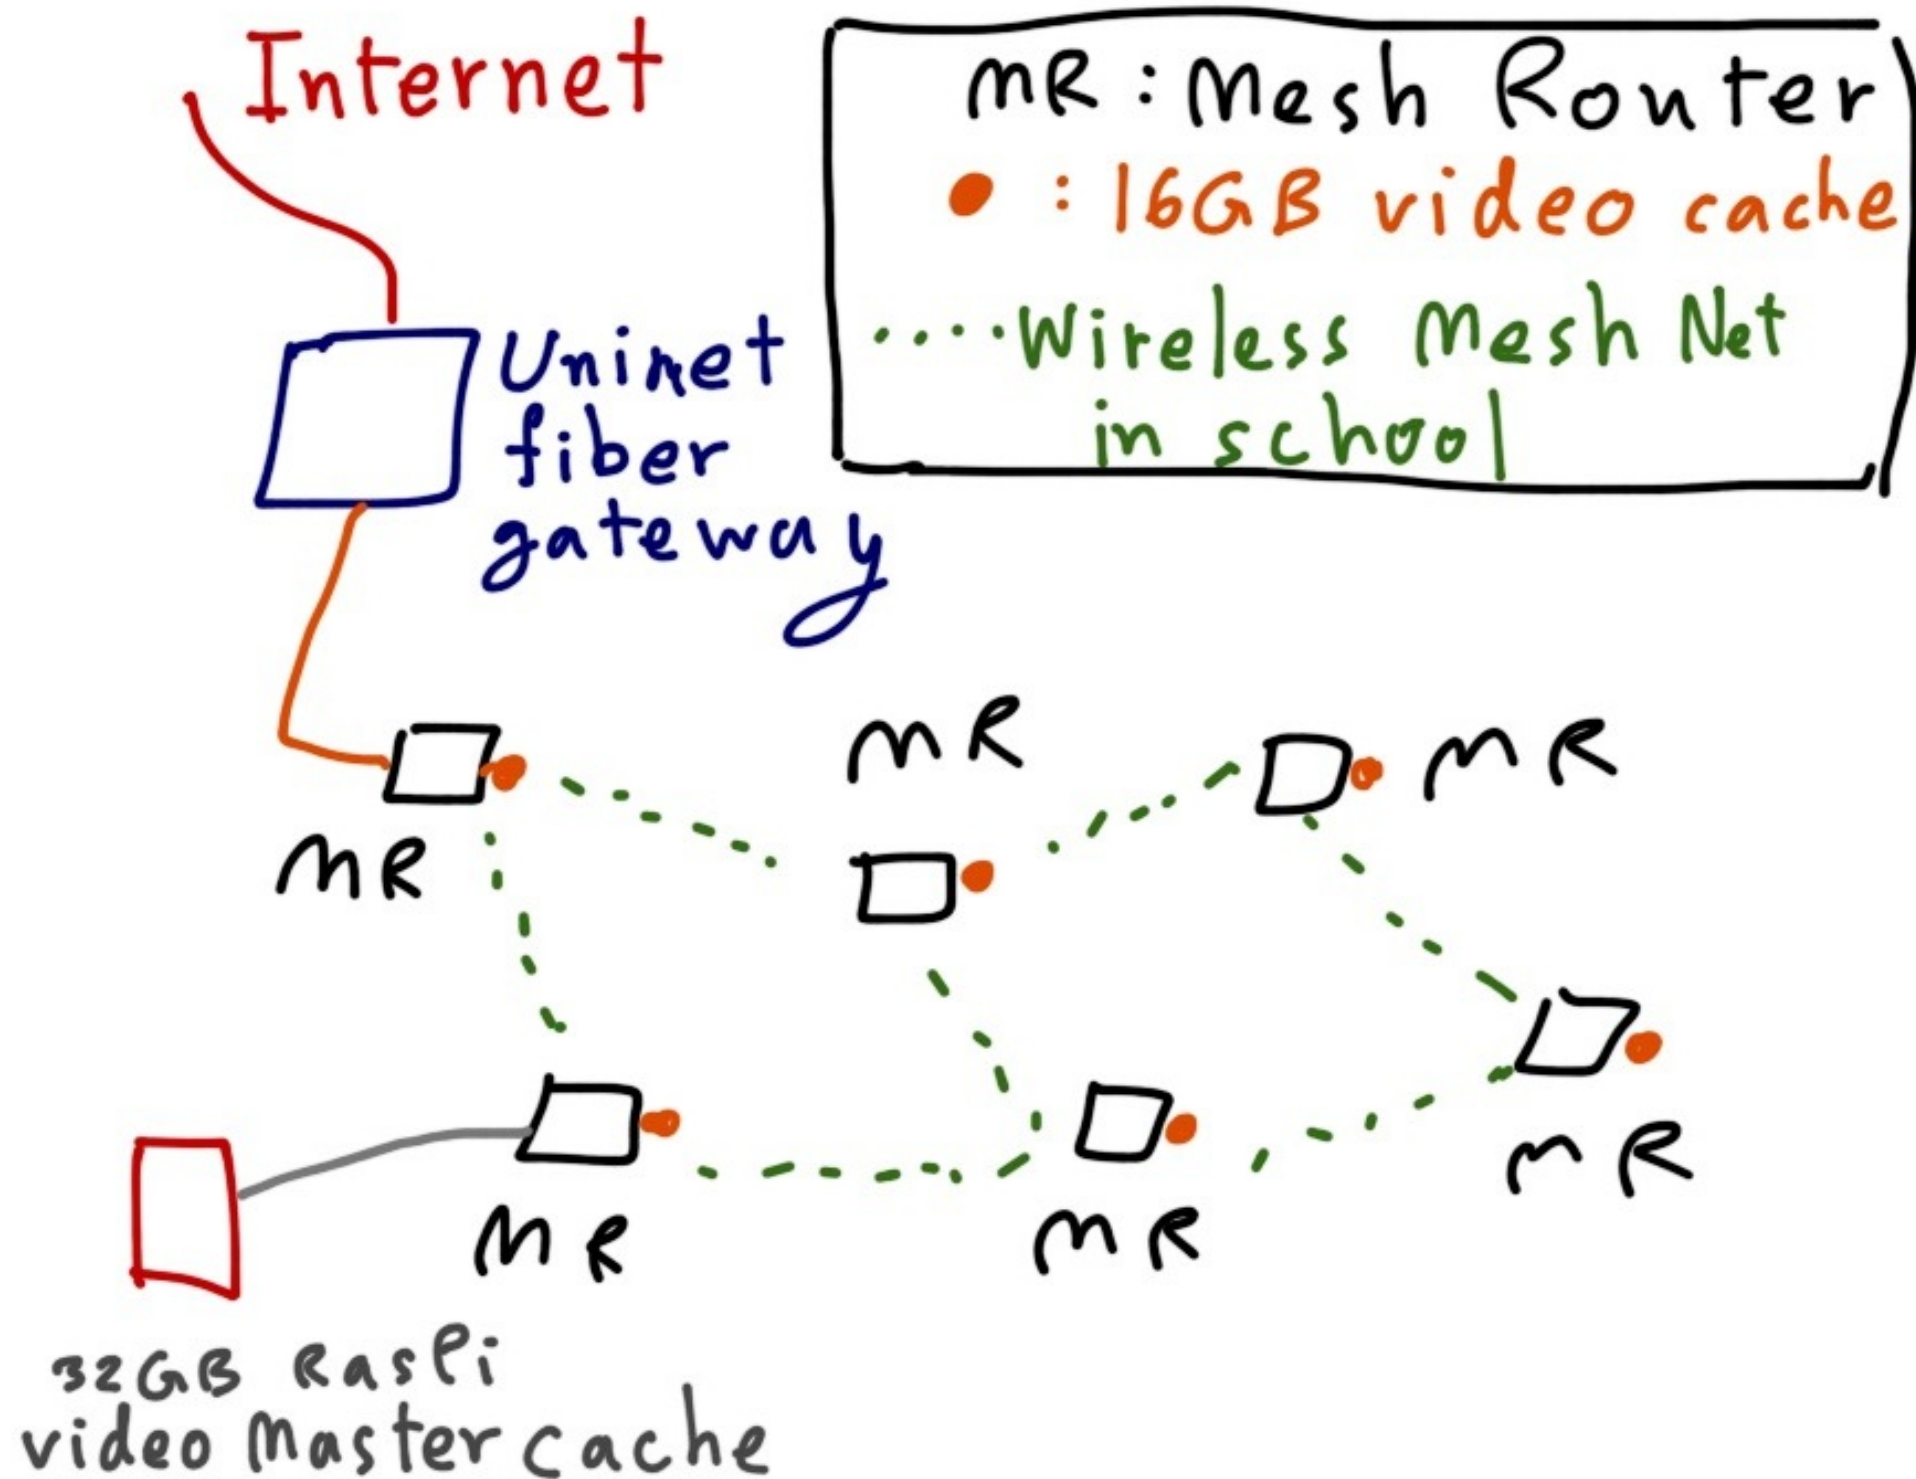 Internet
MR : Mesh Router
: 16GB video cache
.... Wireless Mesh Net
in school
Uninet
fiber
gateway
MR
MR
MR
MR
MR
MR
32GB RasPi
video Master cache